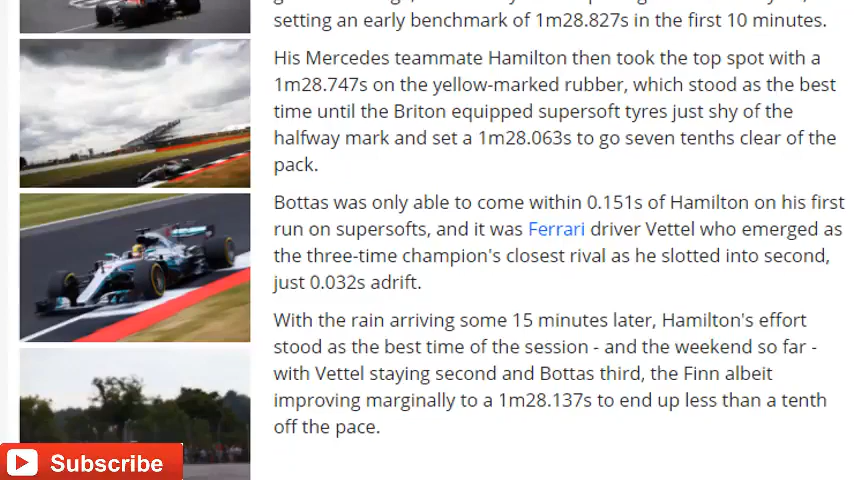 setting an early benchmark of 1m28.827s in the first 10 minutes.
His Mercedes teammate Hamilton then took the top spot with a
1m28.747s on the yellow-marked rubber, which stood as the best
time until the Briton equipped supersoft tyres just shy of the
halfway mark and set a 1m28.063s to go seven tenths clear of the
pack.
Bottas was only able to come within 0.151s of Hamilton on his first
run on supersofts, and it was Ferrari driver Vettel who emerged as
the three-time champion's closest rival as he slotted into second,
just 0.032s adrift.
With the rain arriving some 15 minutes later, Hamilton's effort
stood as the best time of the session - and the weekend so far -
with Vettel staying second and Bottas third, the Finn albeit
improving marginally to a 1m28.137s to end up less than a tenth
off the pace.
Subscribe